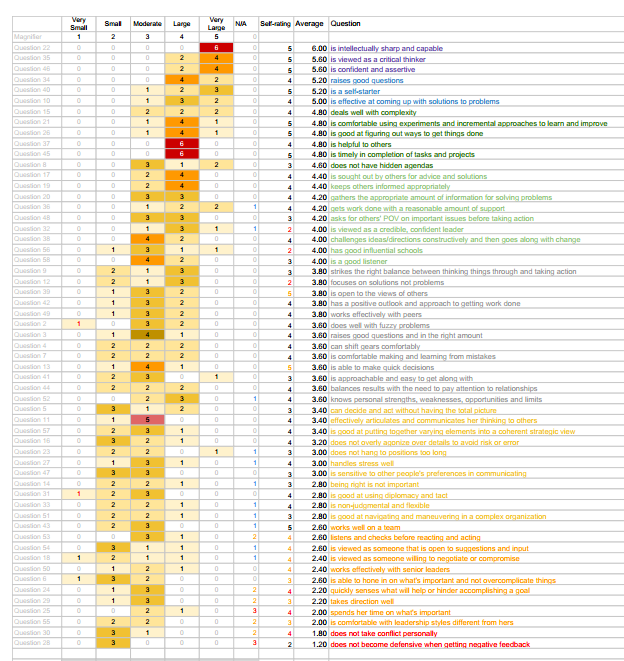 Very Small Small Moderate Large Very Large N/A Self-rating Average Question
Magnifier 1 2 3 4 5 0
Question 22 0 0 0 0 6 0 5 6.00 is intellectually sharp and capable
Question 35 0 0 0 2 4 0 5 5.60 is viewed as a critical thinker
Question 46 0 0 0 2 4 0 5 5.60 is confident and assertive
Question 34 0 0 0 4 2 0 4 5.20 raises good questions
Question 40 0 0 1 2 3 0 5 5.20 is a self-starter
Question 10 0 0 1 3 2 0 4 5.00 is effective at coming up with solutions to problems
Question 15 0 0 2 2 2 0 4 4.80 deals well with complexity
Question 21 0 0 1 4 1 0 5 4.80 is comfortable using experiments and incremental approaches to learn and improve
Question 26 0 0 1 4 1 0 5 4.80 is good at figuring out ways to get things done
Question 37 0 0 0 6 0 0 4 4.80 is helpful to others
Question 45 0 0 0 6 0 0 5 4.80 is timely in completion of tasks and projects
Question 8 0 0 3 1 2 0 3 4.60 does not have hidden agendas
Question 17 0 0 2 4 0 0 4 4.40 is sought out by others for advice and solutions
Question 19 0 0 2 4 0 0 4 4.40 keeps others informed appropriately
Question 20 0 0 3 3 0 0 4 4.20 gathers the appropriate amount of information for solving problems
Question 36 0 0 1 2 2 1 4 4.20 gets work done with a reasonable amount of support
Question 48 0 0 3 3 0 0 3 4.20 asks for others' POV on important issues before taking action
Question 32 0 0 1 3 1 1 2 4.00 is viewed as a credible, confident leader
Question 38 0 0 4 2 0 0 4 4.00 challenges ideas/directions constructively and then goes along with change
Question 56 0 1 3 1 1 0 2 4.00 has good influential schools
Question 58 0 0 4 2 0 0 3 4.00 is a good listener
Question 9 0 2 1 3 0 0 3 3.80 strikes the right balance between thinking things through and taking action
Question 12 0 2 1 3 0 0 2 3.80 focuses on solutions not problems
Question 39 0 1 3 2 0 0 5 3.80 is open to the views of others
Question 42 0 1 3 2 0 0 4 3.80 has a positive outlook and approach to getting work done
Question 49 0 1 3 2 0 0 4 3.80 works effectively with peers
Question 2 1 0 3 2 0 0 4 3.60 does well with fuzzy problems
Question 3 0 1 4 1 0 0 4 3.60 raises good questions and in the right amount
Question 4 0 2 2 2 0 0 4 3.60 can shift gears comfortably
Question 7 0 2 2 2 0 0 4 3.60 is comfortable making and learning from mistakes
Question 13 0 1 4 1 0 0 5 3.60 is able to make quick decisions
Question 41 0 2 3 0 1 0 3 3.60 is approachable and easy to get along with
Question 44 0 2 2 2 0 0 4 3.60 balances results with the need to pay attention to relationships
Question 52 0 0 2 3 0 1 4 3.60 knows personal strengths, weaknesses, opportunities and limits
Question 5 0 3 1 2 0 0 3 3.40 can decide and act without having the total picture
Question 11 0 1 5 0 0 0 4 3.40 effectively articulates and communicates her thinking to others
Question 57 0 2 3 1 0 0 4 3.40 is good at putting together varying elements into a coherent strategic view
Question 16 0 3 2 1 0 0 4 3.20 does not overly agonize over details to avoid risk or error
Question 23 0 2 2 0 1 1 3 3.00 does not hang to positions too long
Question 27 0 1 3 1 0 1 4 3.00 handles stress well
Question 47 0 3 3 0 0 0 3 3.00 is sensitive to other people's preferences in communicating
Question 14 0 2 2 1 0 1 3 2.80 being right is not important
Question 31 1 2 3 0 0 0 4 2.80 is good at using diplomacy and tact
Question 33 0 2 2 1 0 1 4 2.80 is non-judgmental and flexible
Question 51 0 2 2 1 0 1 3 2.80 is good at navigating and maneuvering in a complex organization
Question 43 0 2 3 0 0 1 5 2.60 works well on a team
Question 53 0 0 3 1 0 2 4 2.60 listens and checks before reacting and acting
Question 54 0 3 1 1 0 1 4 2.60 is viewed as someone that is open to suggestions and input
Question 18 1 2 1 1 0 1 4 2.40 is viewed as someone willing to negotiate or compromise
Question 50 0 1 2 1 0 2 4 2.40 works effectively with senior leaders
Question 6 1 3 2 0 0 0 3 2.60 is able to hone in on what's important and not overcomplicate things
Question 24 0 1 3 0 0 2 4 2.20 quickly senses what will help or hinder accomplishing a goal
Question 29 0 1 3 0 0 2 3 2.20 takes direction well
Question 25 0 0 2 1 0 3 4 2.00 spends her time on what's important
Question 55 0 2 2 0 0 2 3 2.00 is comfortable with leadership styles different from hers
Question 30 0 3 1 0 0 2 4 1.80 does not take conflict personally
Question 28 0 3 0 0 0 3 2 1.20 does not become defensive when getting negative feedback